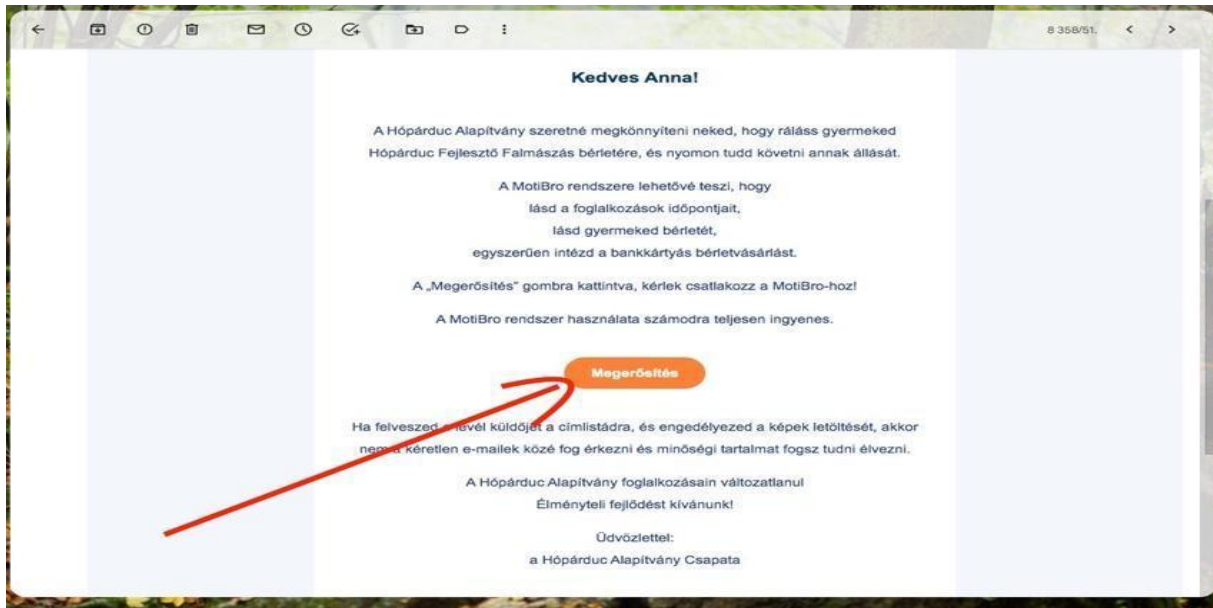 8 358/51.
Kedves Anna!
A Hópárduc Alapítvány szeretné megkönnyíteni neked, hogy ráláss gyermeked
Hópárduc Fejlesztő Falmászás bérletére, és nyomon tudd követni annak állását.
A MotiBro rendszere lehetővé teszi, hogy
lásd a foglalkozások időpontjait,
lásd gyermeked bérletét,
egyszerűen intézd a bankkártyás bérletvásárlást.
A „Megerősítés” gombra kattintva, kérlek csatlakozz a MotiBro-hoz!
A MotiBro rendszer használata számodra teljesen ingyenes.
Megerősítés
Ha felveszed a levél küldőjét a címlistádra, és engedélyezed a képek letöltését, akkor
nem a kéretlen e-mailek közé fog érkezni és minőségi tartalmat fogsz tudni élvezni.
A Hópárduc Alapítvány foglalkozásain változatlanul
Élményteli fejlődést kívánunk!
Üdvözlettel:
a Hópárduc Alapítvány Csapata